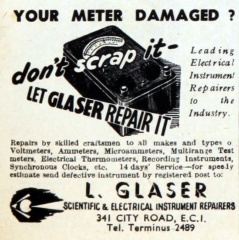 YOUR METER DAMAGED ?
don't scrap it-
LET GLASER REPAIR IT
Leading
Electrical
Instrument
Repairers
to the
Industry.
Repairs by skilled craftsmen to all makes and types of
Voltmeters, Ammeters, Microammeters, Multirange Test
meters, Electrical Thermometers, Recording Instruments,
Synchronous Clocks, etc. 14 days' Service—for speedy
estimate send defective instrument by registered post to:
L. GLASER
SCIENTIFIC & ELECTRICAL INSTRUMENT REPAIRERS
341 CITY ROAD, E.C.I.
Tel. Terminus 2489